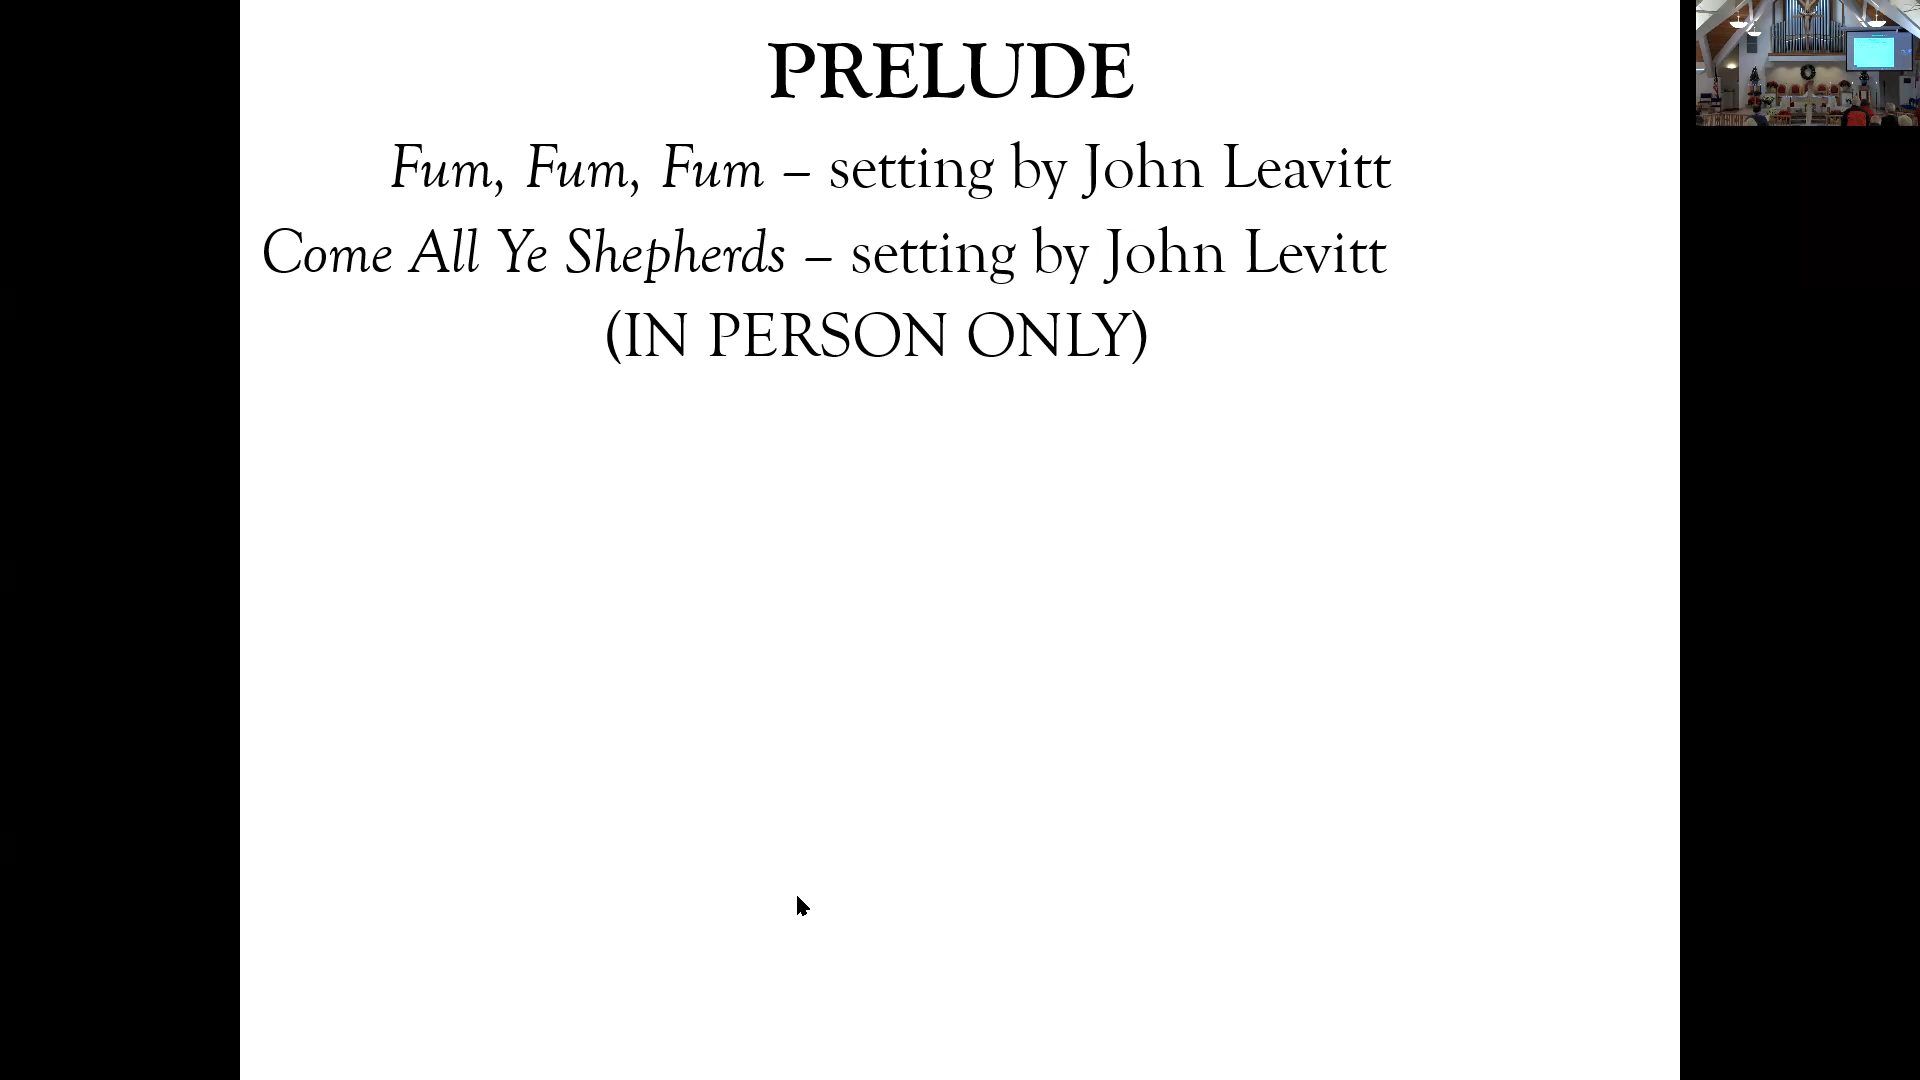 PRELUDE
Fum, Fum, Fum – setting by John Leavitt
Come All Ye Shepherds – setting by John Levitt
(IN PERSON ONLY)